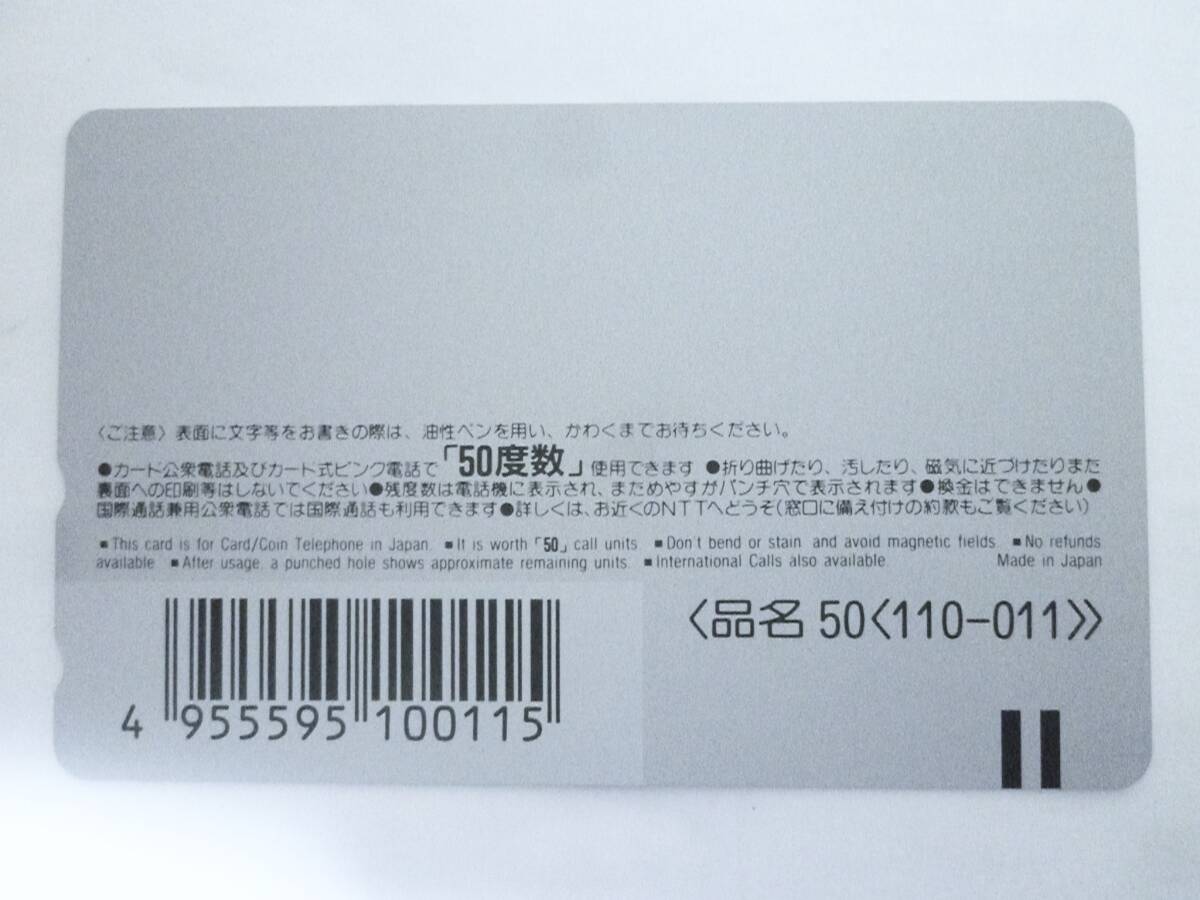 〈ご注意〉表面に文字等をお書きの際は、油性ペンを用い、かわくまでお待ちください。
●カード公衆電話及びカード式ピンク電話で「50度数」使用できます ●折り曲げたり、汚したり、磁気に近づけたりまた
裏面への印刷等はしないでください●残度数は電話機に表示され、まためやすがパンチ穴で表示されます●換金はできません●
国際通話兼用公衆電話では国際通話も利用できます●詳しくは、お近くのNTTへどうぞ(窓口に備え付けの約款もご覧ください)
■This card is for Card/Coin Telephone in Japan. ■It is worth「50」call units. ■Don't bend or stain, and avoid magnetic fields. ■No refunds
available. ■After usage, a punched hole shows approximate remaining units. ■International Calls also available. Made in Japan
〈品名 50〈110-011〉〉
4 955595 100115